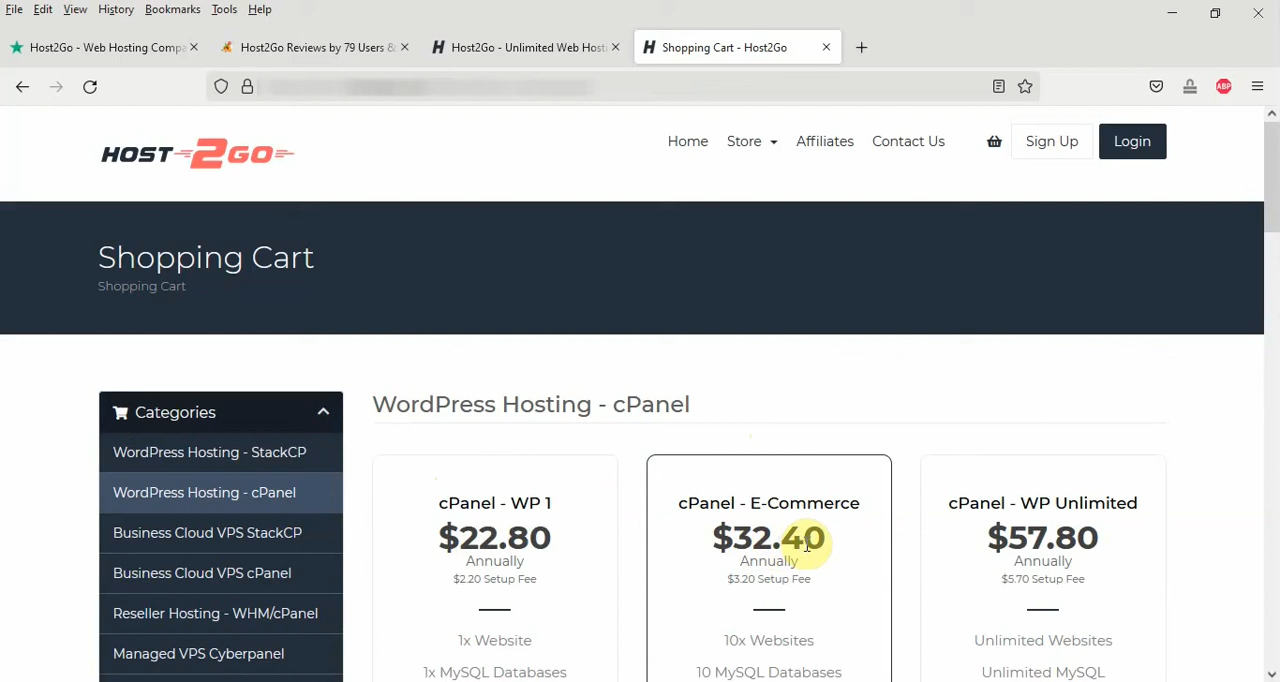 File Edit View History Bookmarks Tools Help
Host2Go - Web Hosting Compa
Host2Go Reviews by 79 Users &
Host2Go - Unlimited Web Hosti
Shopping Cart - Host2Go
ABP
HOST 2GO
Home Store Affiliates Contact Us Sign Up Login
Shopping Cart
Shopping Cart
Categories
WordPress Hosting - StackCP
WordPress Hosting - cPanel
Business Cloud VPS StackCP
Business Cloud VPS cPanel
Reseller Hosting - WHM/cPanel
Managed VPS Cyberpanel
WordPress Hosting - cPanel
cPanel - WP 1
$22.80
Annually
$2.20 Setup Fee
1x Website
1x MySQL Databases
cPanel - E-Commerce
$32.40
Annually
$3.20 Setup Fee
10x Websites
10 MySQL Databases
cPanel - WP Unlimited
$57.80
Annually
$5.70 Setup Fee
Unlimited Websites
Unlimited MySQL